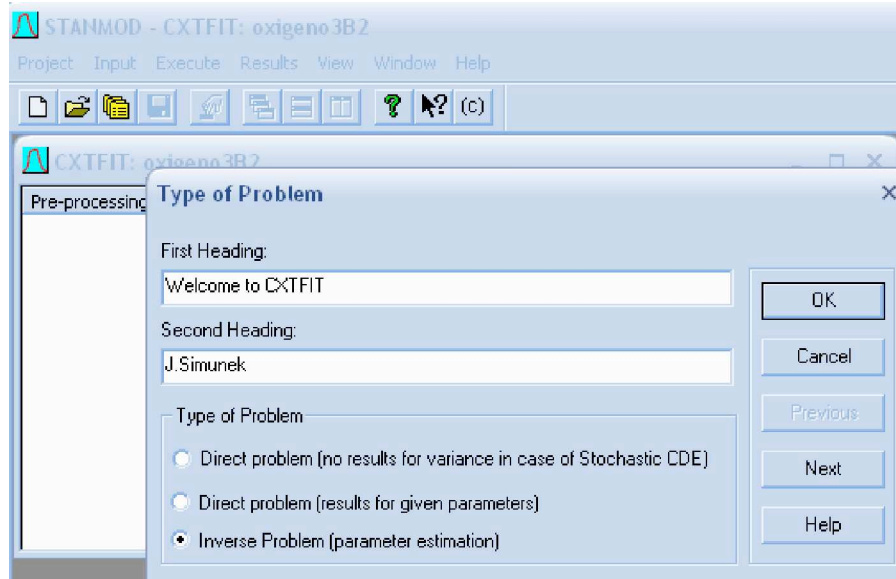 STANMOD - CXTFIT: oxigeno3B2
Project Input Execute Results View Window Help
? ? (c)
CXTFIT: oxigeno3B2
Pre-processing
Type of Problem
First Heading:
Welcome to CXTFIT
Second Heading:
J.Simunek
Type of Problem
Direct problem (no results for variance in case of Stochastic CDE)
Direct problem (results for given parameters)
Inverse Problem (parameter estimation)
OK
Cancel
Previous
Next
Help